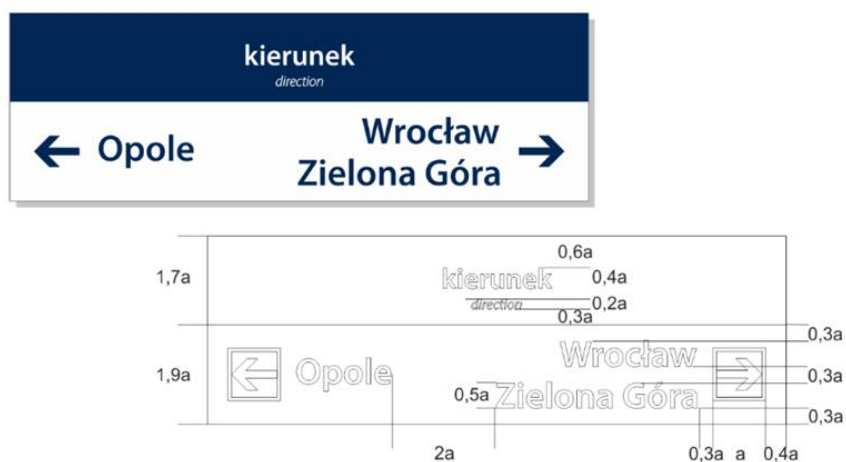 kierunek
direction
Opole
Wrocław
Zielona Góra
0,6a
1,7a
kierunek
0,4a
direction
0,2a
0,3a
0,3a
Wrocław
1,9a
Opole
0,3a
0,5a
Zielona Góra
0,3a
2a
0,3a a 0,4a